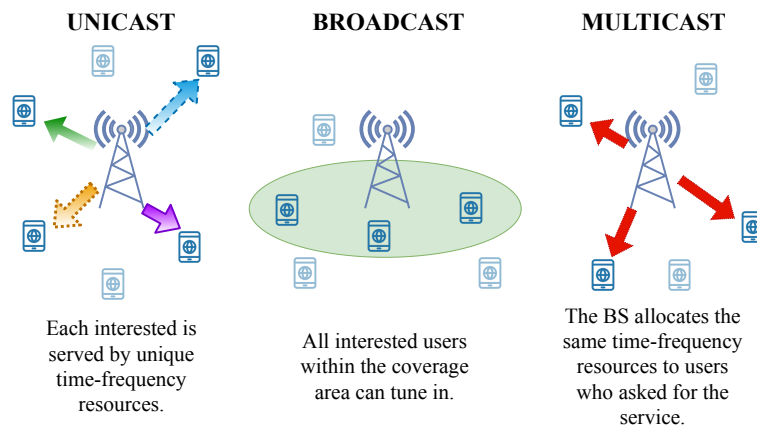 UNICAST
BROADCAST
MULTICAST
Each interested is
served by unique
time-frequency
resources.
All interested users
within the coverage
area can tune in.
The BS allocates the
same time-frequency
resources to users
who asked for the
service.